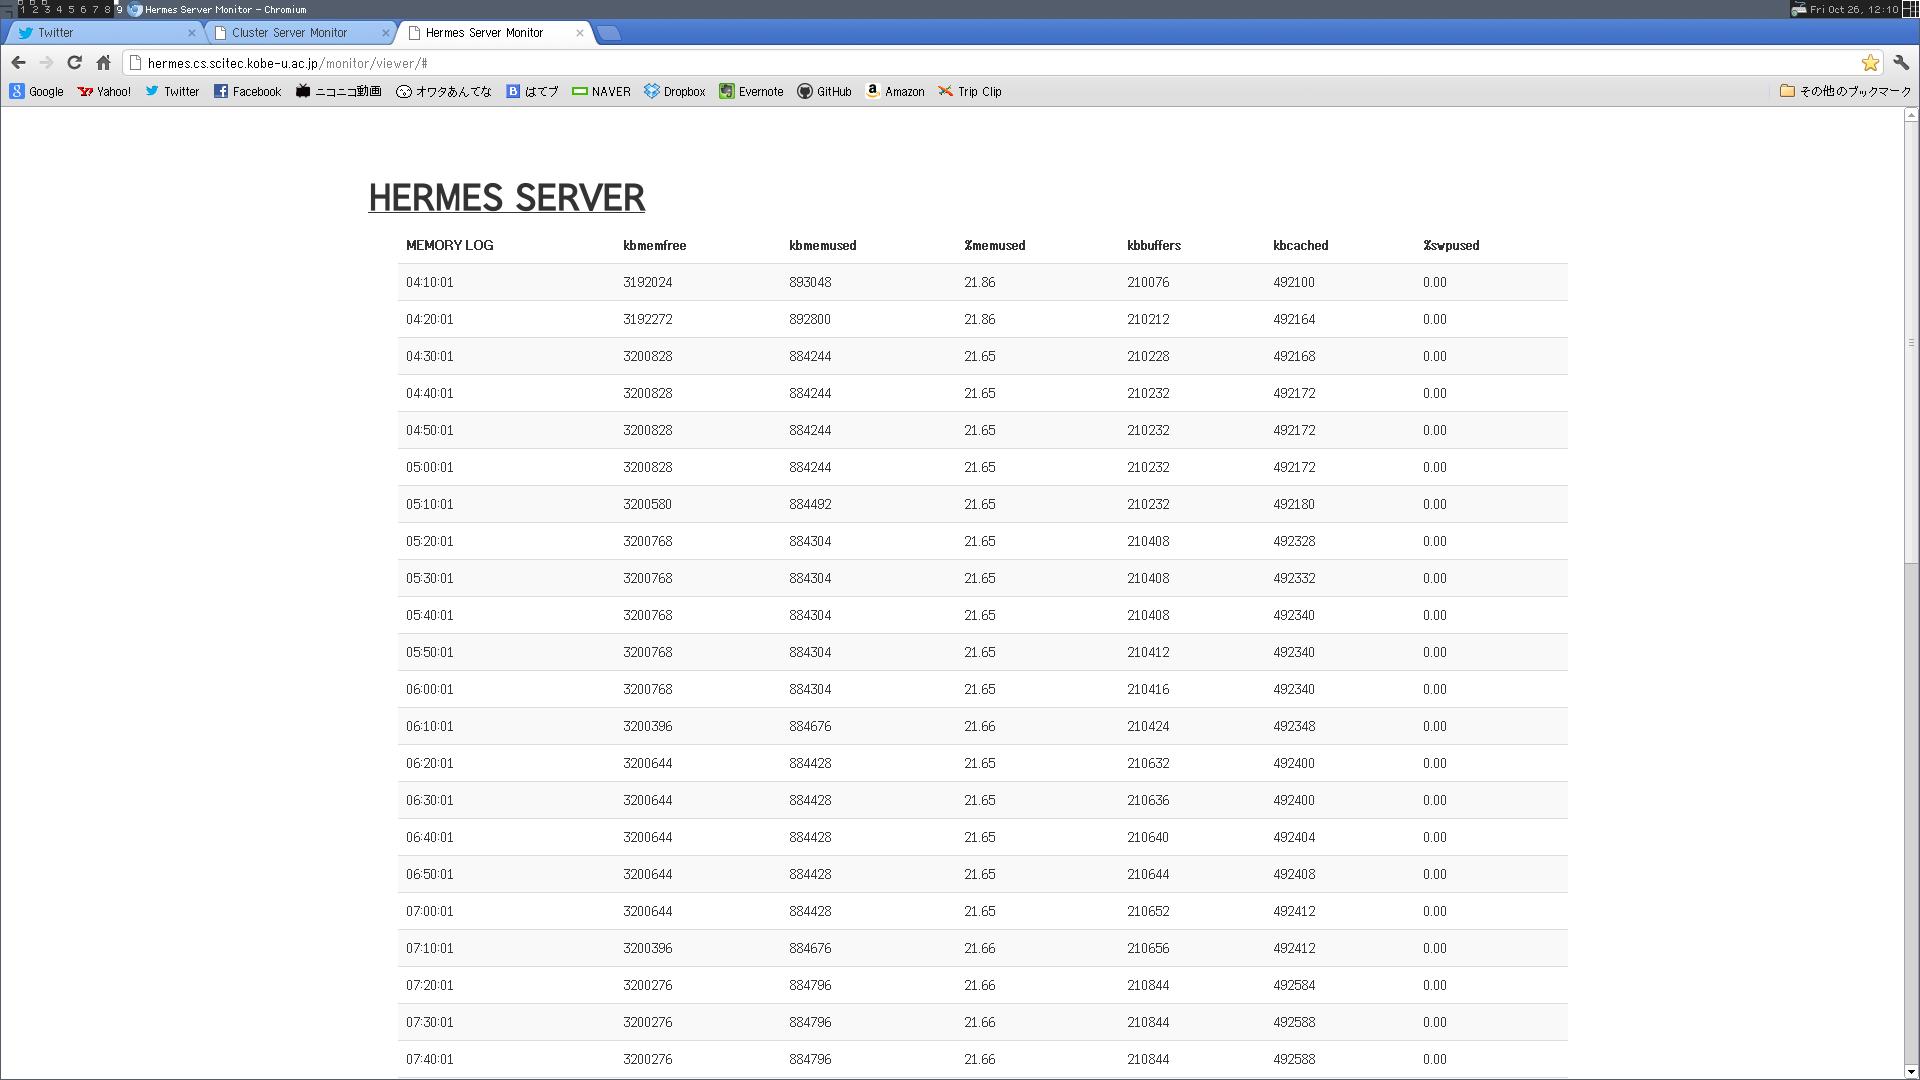 1 2 3 4 5 6 7 8 9 Hermes Server Monitor - Chromium Fri Oct 26, 12:10
Twitter Cluster Server Monitor Hermes Server Monitor
hermes.cs.scitec.kobe-u.ac.jp/monitor/viewer/#
Google Yahoo! Twitter Facebook ニコニコ動画 オワタあんてな はてブ NAVER Dropbox Evernote GitHub Amazon Trip Clip その他のブックマーク
HERMES SERVER
MEMORY LOG kbmemfree kbmemused %memused kbbuffers kbcached %swpused
04:10:01 3192024 893048 21.86 210076 492100 0.00
04:20:01 3192272 892800 21.86 210212 492164 0.00
04:30:01 3200828 884244 21.65 210228 492168 0.00
04:40:01 3200828 884244 21.65 210232 492172 0.00
04:50:01 3200828 884244 21.65 210232 492172 0.00
05:00:01 3200828 884244 21.65 210232 492172 0.00
05:10:01 3200580 884492 21.65 210232 492180 0.00
05:20:01 3200768 884304 21.65 210408 492328 0.00
05:30:01 3200768 884304 21.65 210408 492332 0.00
05:40:01 3200768 884304 21.65 210408 492340 0.00
05:50:01 3200768 884304 21.65 210412 492340 0.00
06:00:01 3200768 884304 21.65 210416 492340 0.00
06:10:01 3200396 884676 21.66 210424 492348 0.00
06:20:01 3200644 884428 21.65 210632 492400 0.00
06:30:01 3200644 884428 21.65 210636 492400 0.00
06:40:01 3200644 884428 21.65 210640 492404 0.00
06:50:01 3200644 884428 21.65 210644 492408 0.00
07:00:01 3200644 884428 21.65 210652 492412 0.00
07:10:01 3200396 884676 21.66 210656 492412 0.00
07:20:01 3200276 884796 21.66 210844 492584 0.00
07:30:01 3200276 884796 21.66 210844 492588 0.00
07:40:01 3200276 884796 21.66 210844 492588 0.00